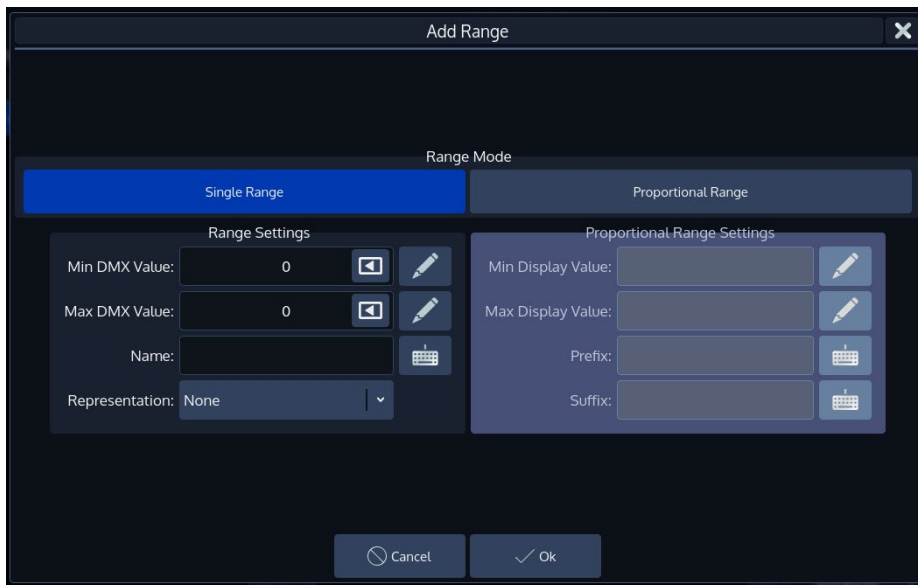 Add Range
Range Mode
Single Range
Proportional Range
Range Settings
Min DMX Value:
0
Max DMX Value:
0
Name:
Representation:
None
Proportional Range Settings
Min Display Value:
Max Display Value:
Prefix:
Suffix:
Cancel
Ok